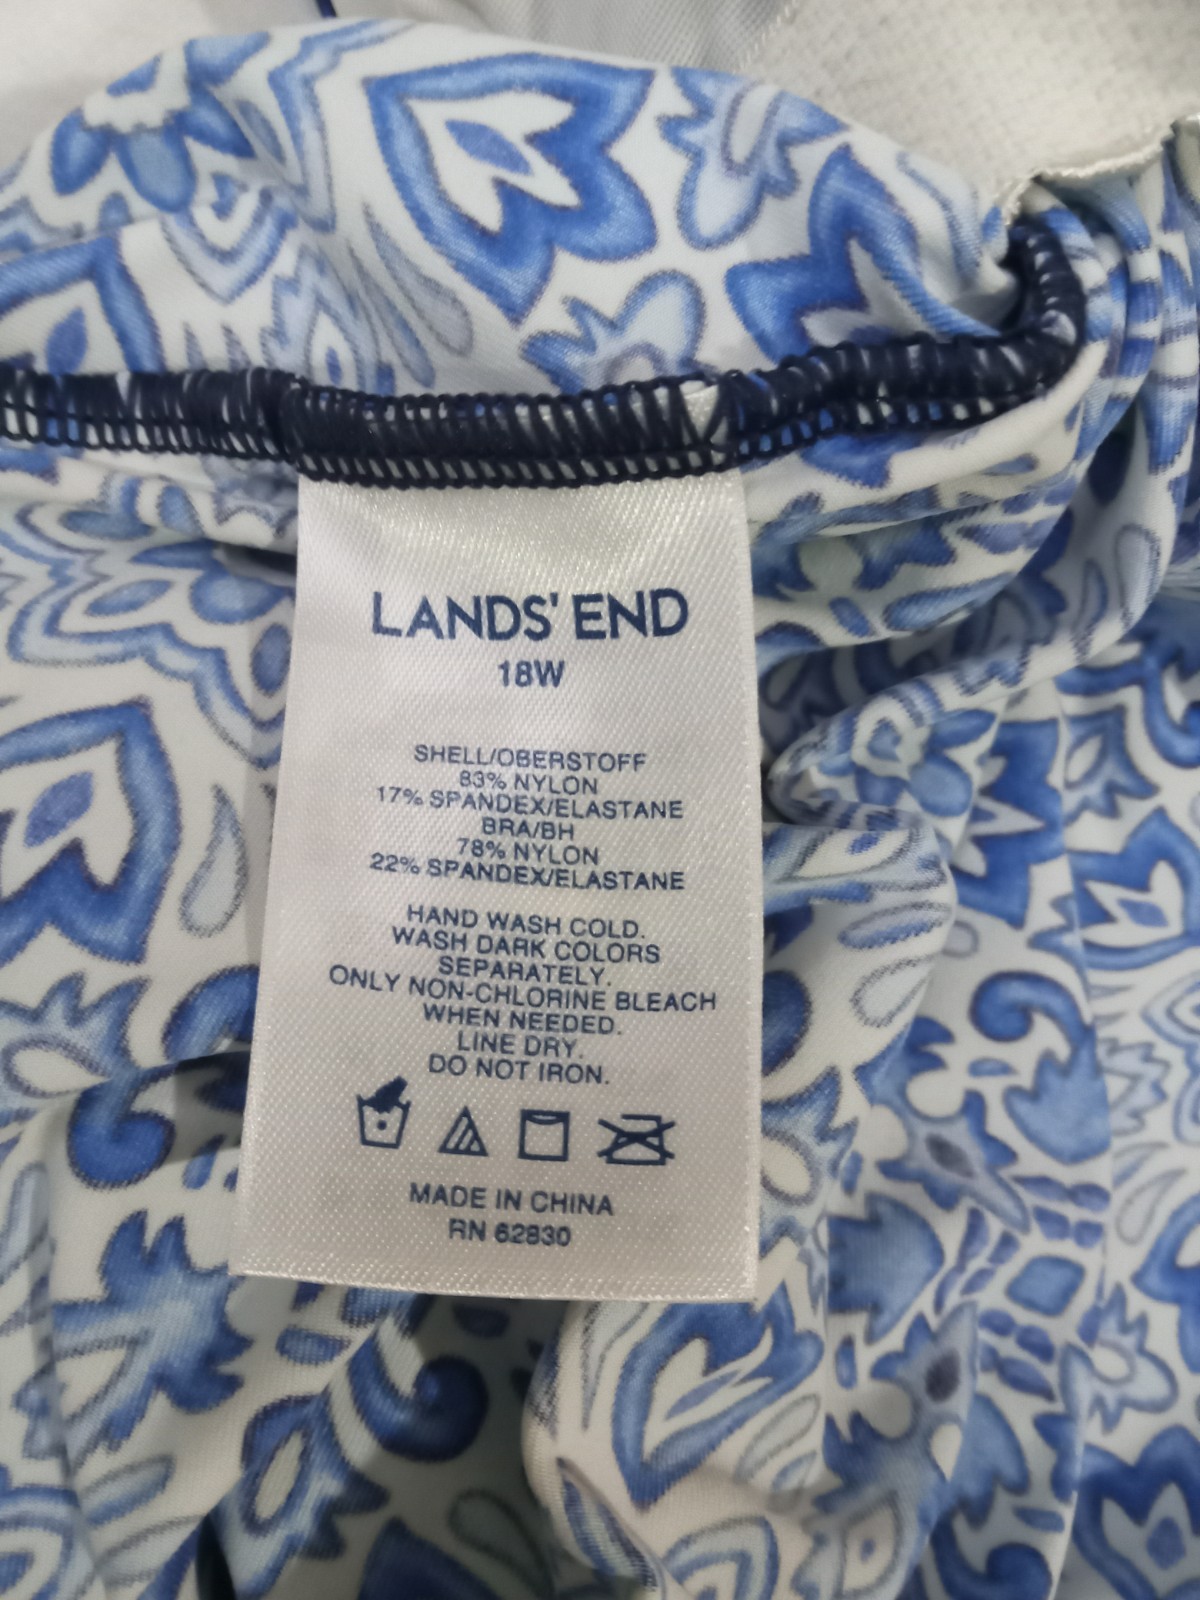 LANDS' END
18W
SHELL/OBERSTOFF
83% NYLON
17% SPANDEX/ELASTANE
BRA/BH
78% NYLON
22% SPANDEX/ELASTANE
HAND WASH COLD.
WASH DARK COLORS
SEPARATELY.
ONLY NON-CHLORINE BLEACH
WHEN NEEDED.
LINE DRY.
DO NOT IRON.
MADE IN CHINA
RN 62830